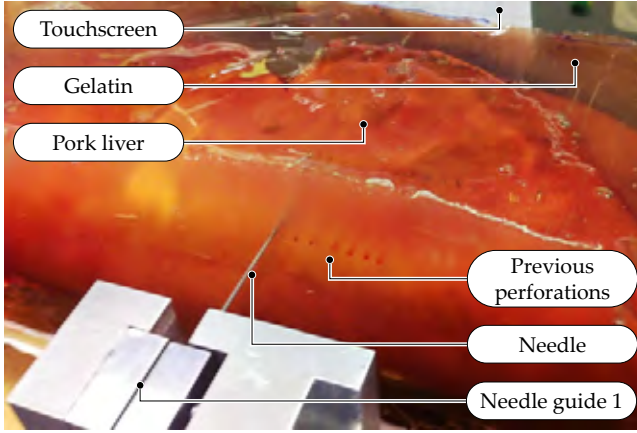 Touchscreen
Gelatin
Pork liver
Previous
perforations
Needle
Needle guide 1